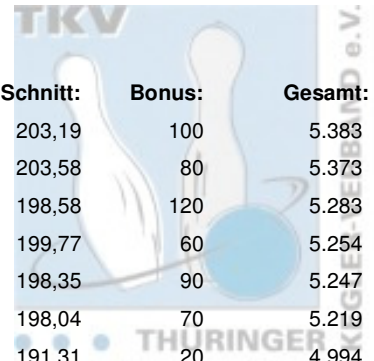 TKV
Schnitt: Bonus: Gesamt:
203,19 100 5.383
203,58 80 5.373
198,58 120 5.283
199,77 60 5.254
198,35 90 5.247
198,04 70 5.219
191,31 20 4.994
THÜRINGER
KEGLER-VERBAND e.V.